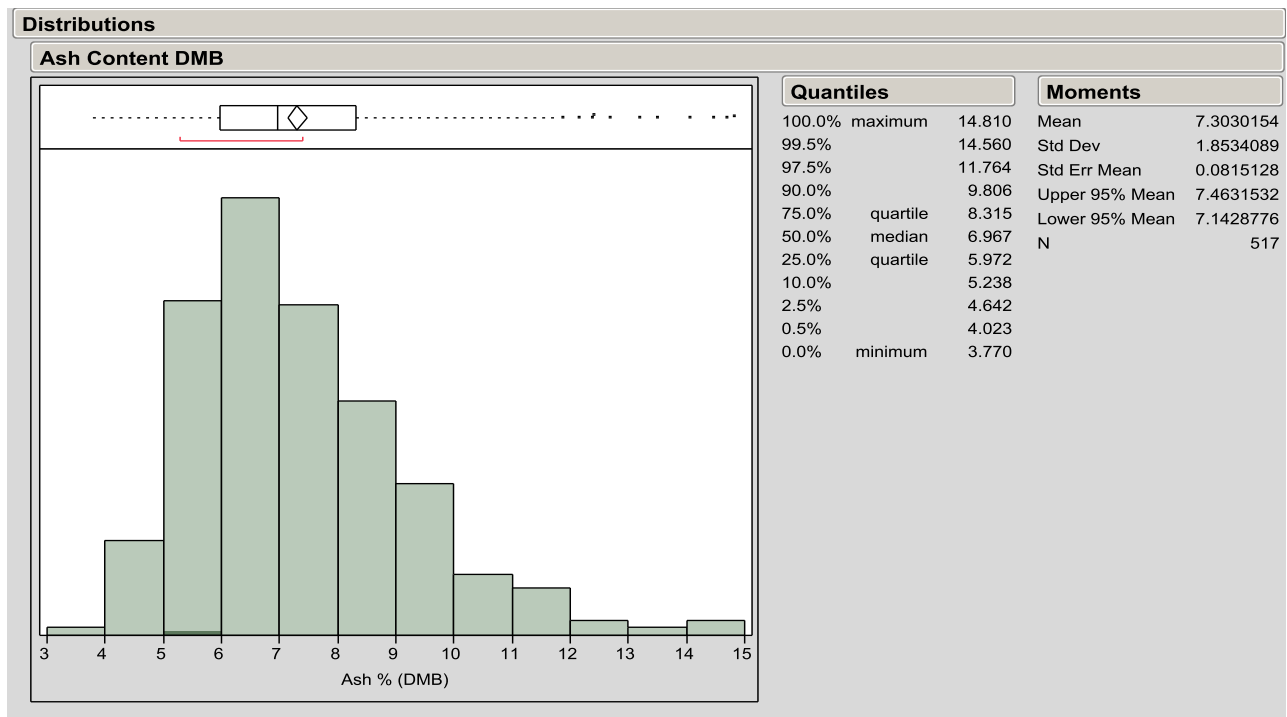 Distributions
Ash Content DMB
3 4 5 6 7 8 9 10 11 12 13 14 15
Ash % (DMB)
Quantiles
100.0% maximum 14.810
99.5% 14.560
97.5% 11.764
90.0% 9.806
75.0% quartile 8.315
50.0% median 6.967
25.0% quartile 5.972
10.0% 5.238
2.5% 4.642
0.5% 4.023
0.0% minimum 3.770
Moments
Mean 7.3030154
Std Dev 1.8534089
Std Err Mean 0.0815128
Upper 95% Mean 7.4631532
Lower 95% Mean 7.1428776
N 517